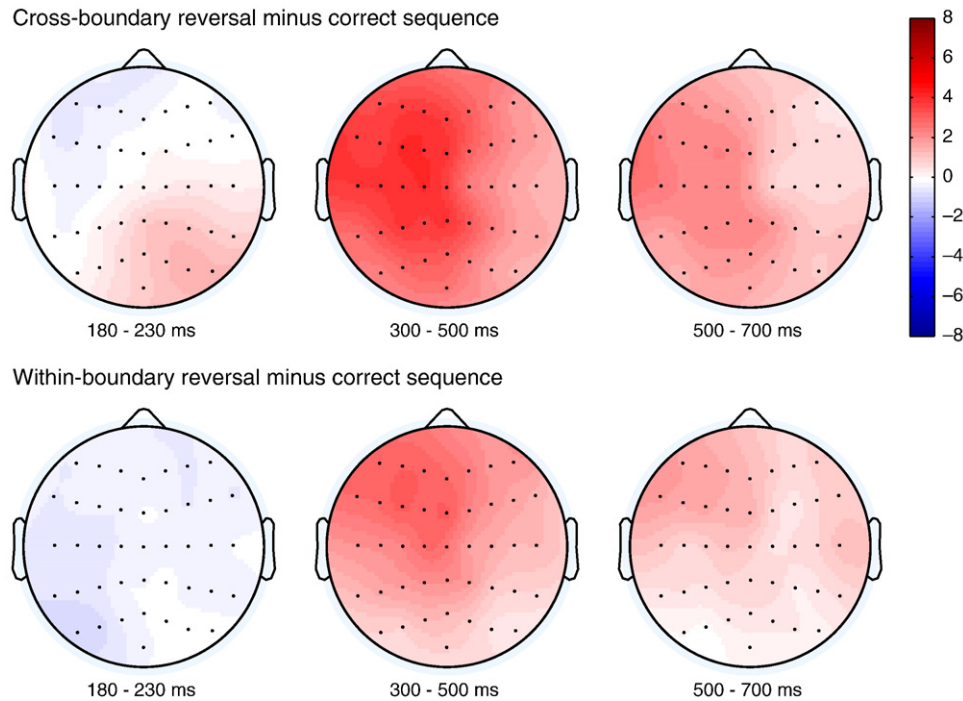 Cross-boundary reversal minus correct sequence
8
6
4
2
0
−2
−4
−6
−8
180 - 230 ms
300 - 500 ms
500 - 700 ms
Within-boundary reversal minus correct sequence
180 - 230 ms
300 - 500 ms
500 - 700 ms